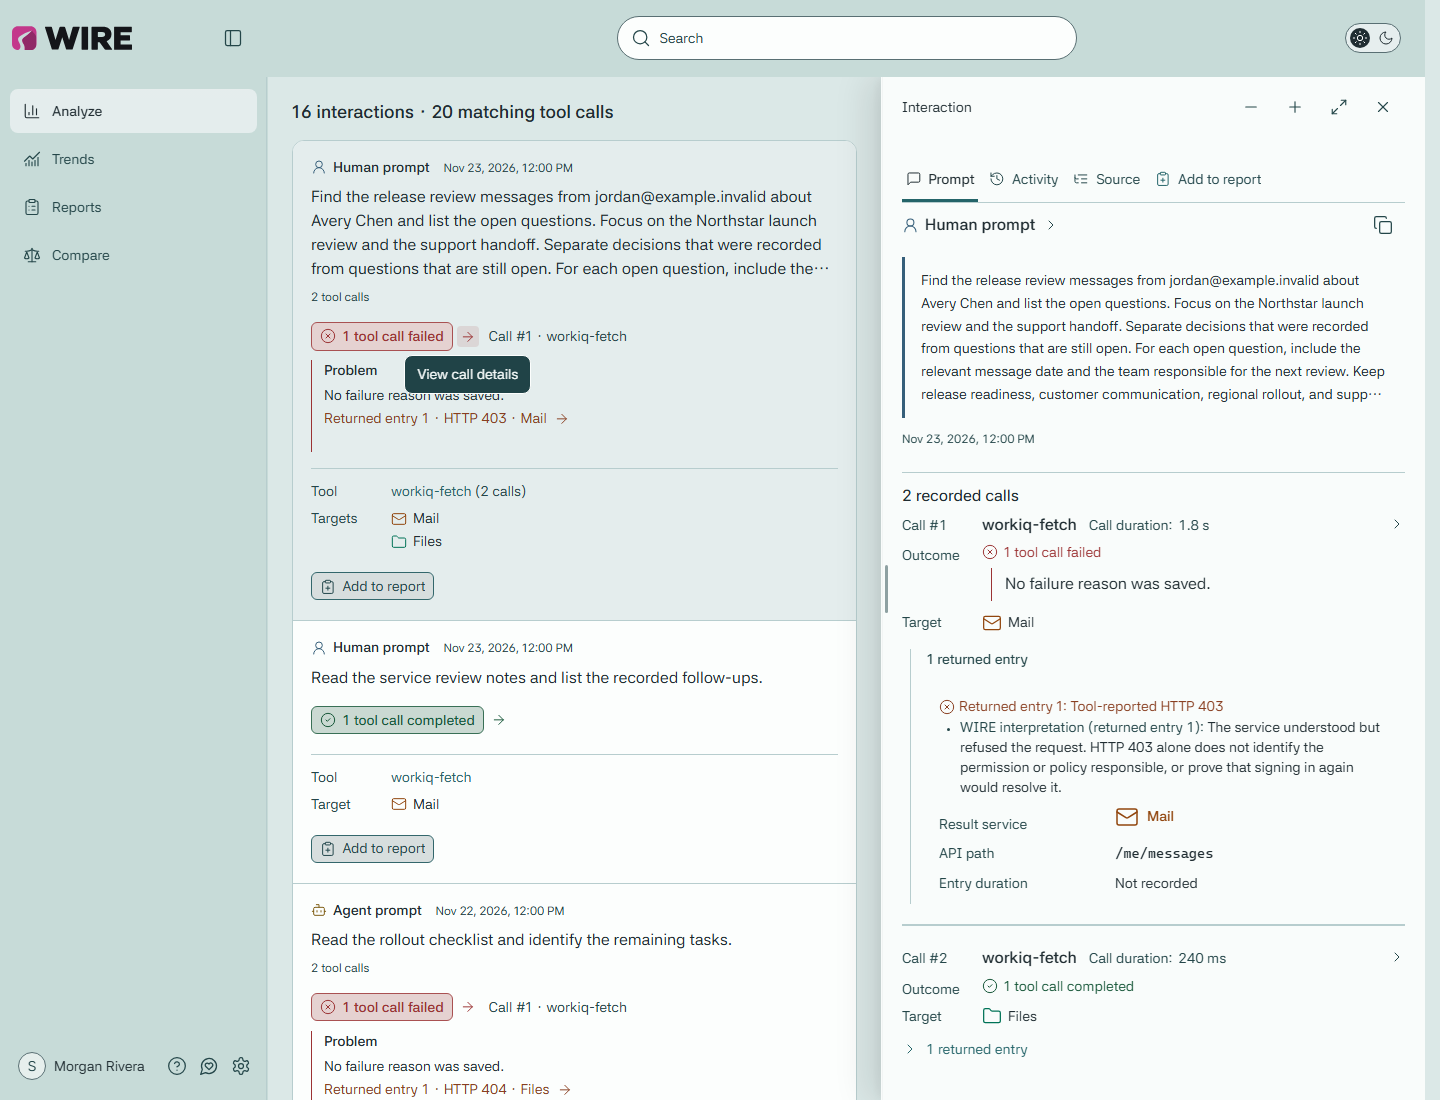 WIRE
Search
Analyze
Trends
Reports
Compare
S
Morgan Rivera
16 interactions · 20 matching tool calls
Human prompt Nov 23, 2026, 12:00 PM
Find the release review messages from jordan@example.invalid about
Avery Chen and list the open questions. Focus on the Northstar launch
review and the support handoff. Separate decisions that were recorded
from questions that are still open. For each open question, include the···
2 tool calls
1 tool call failed
Call #1 · workiq-fetch
View call details
Problem
No failure reason was saved.
Returned entry 1 · HTTP 403 · Mail
Tool workiq-fetch (2 calls)
Targets Mail
Files
Add to report
Human prompt Nov 23, 2026, 12:00 PM
Read the service review notes and list the recorded follow-ups.
1 tool call completed
Tool workiq-fetch
Target Mail
Add to report
Agent prompt Nov 22, 2026, 12:00 PM
Read the rollout checklist and identify the remaining tasks.
2 tool calls
1 tool call failed
Call #1 · workiq-fetch
Problem
No failure reason was saved.
Returned entry 1 · HTTP 404 · Files
Interaction
Prompt Activity Source Add to report
Human prompt
Find the release review messages from jordan@example.invalid about
Avery Chen and list the open questions. Focus on the Northstar launch
review and the support handoff. Separate decisions that were recorded
from questions that are still open. For each open question, include the
relevant message date and the team responsible for the next review. Keep
release readiness, customer communication, regional rollout, and supp···
Nov 23, 2026, 12:00 PM
2 recorded calls
Call #1 workiq-fetch Call duration: 1.8 s
Outcome 1 tool call failed
No failure reason was saved.
Target Mail
1 returned entry
Returned entry 1: Tool-reported HTTP 403
• WIRE interpretation (returned entry 1): The service understood but
refused the request. HTTP 403 alone does not identify the
permission or policy responsible, or prove that signing in again
would resolve it.
Result service Mail
API path /me/messages
Entry duration Not recorded
Call #2 workiq-fetch Call duration: 240 ms
Outcome 1 tool call completed
Target Files
1 returned entry